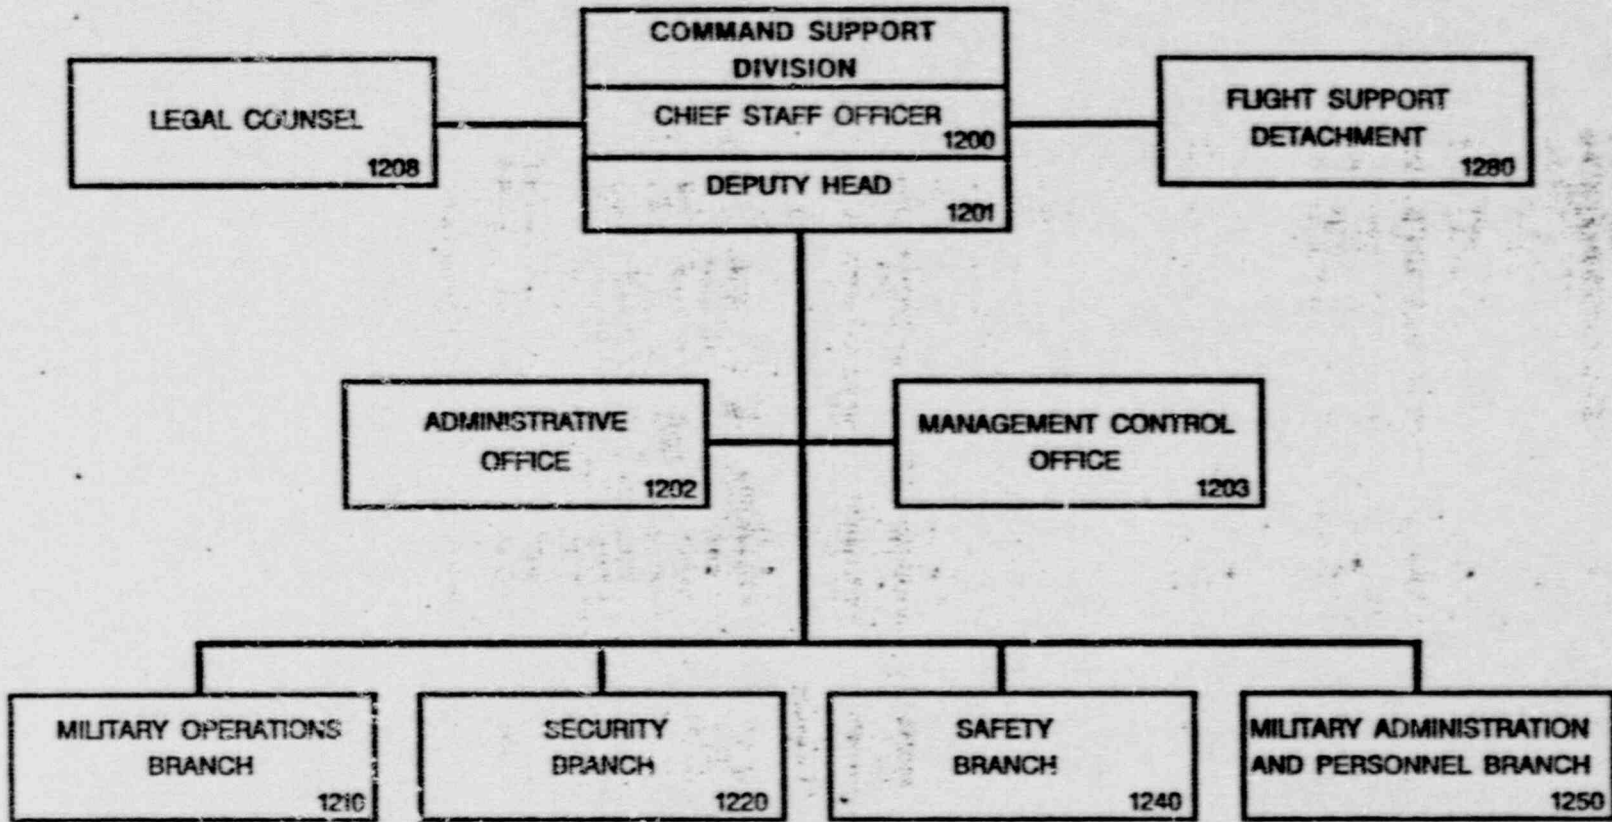 COMMAND SUPPORT
DIVISION
CHIEF STAFF OFFICER
1200
DEPUTY HEAD
1201
LEGAL COUNSEL
1208
FLIGHT SUPPORT
DETACHMENT
1280
ADMINISTRATIVE
OFFICE
1202
MANAGEMENT CONTROL
OFFICE
1203
MILITARY OPERATIONS
BRANCH
1210
SECURITY
BRANCH
1220
SAFETY
BRANCH
1240
MILITARY ADMINISTRATION
AND PERSONNEL BRANCH
1250